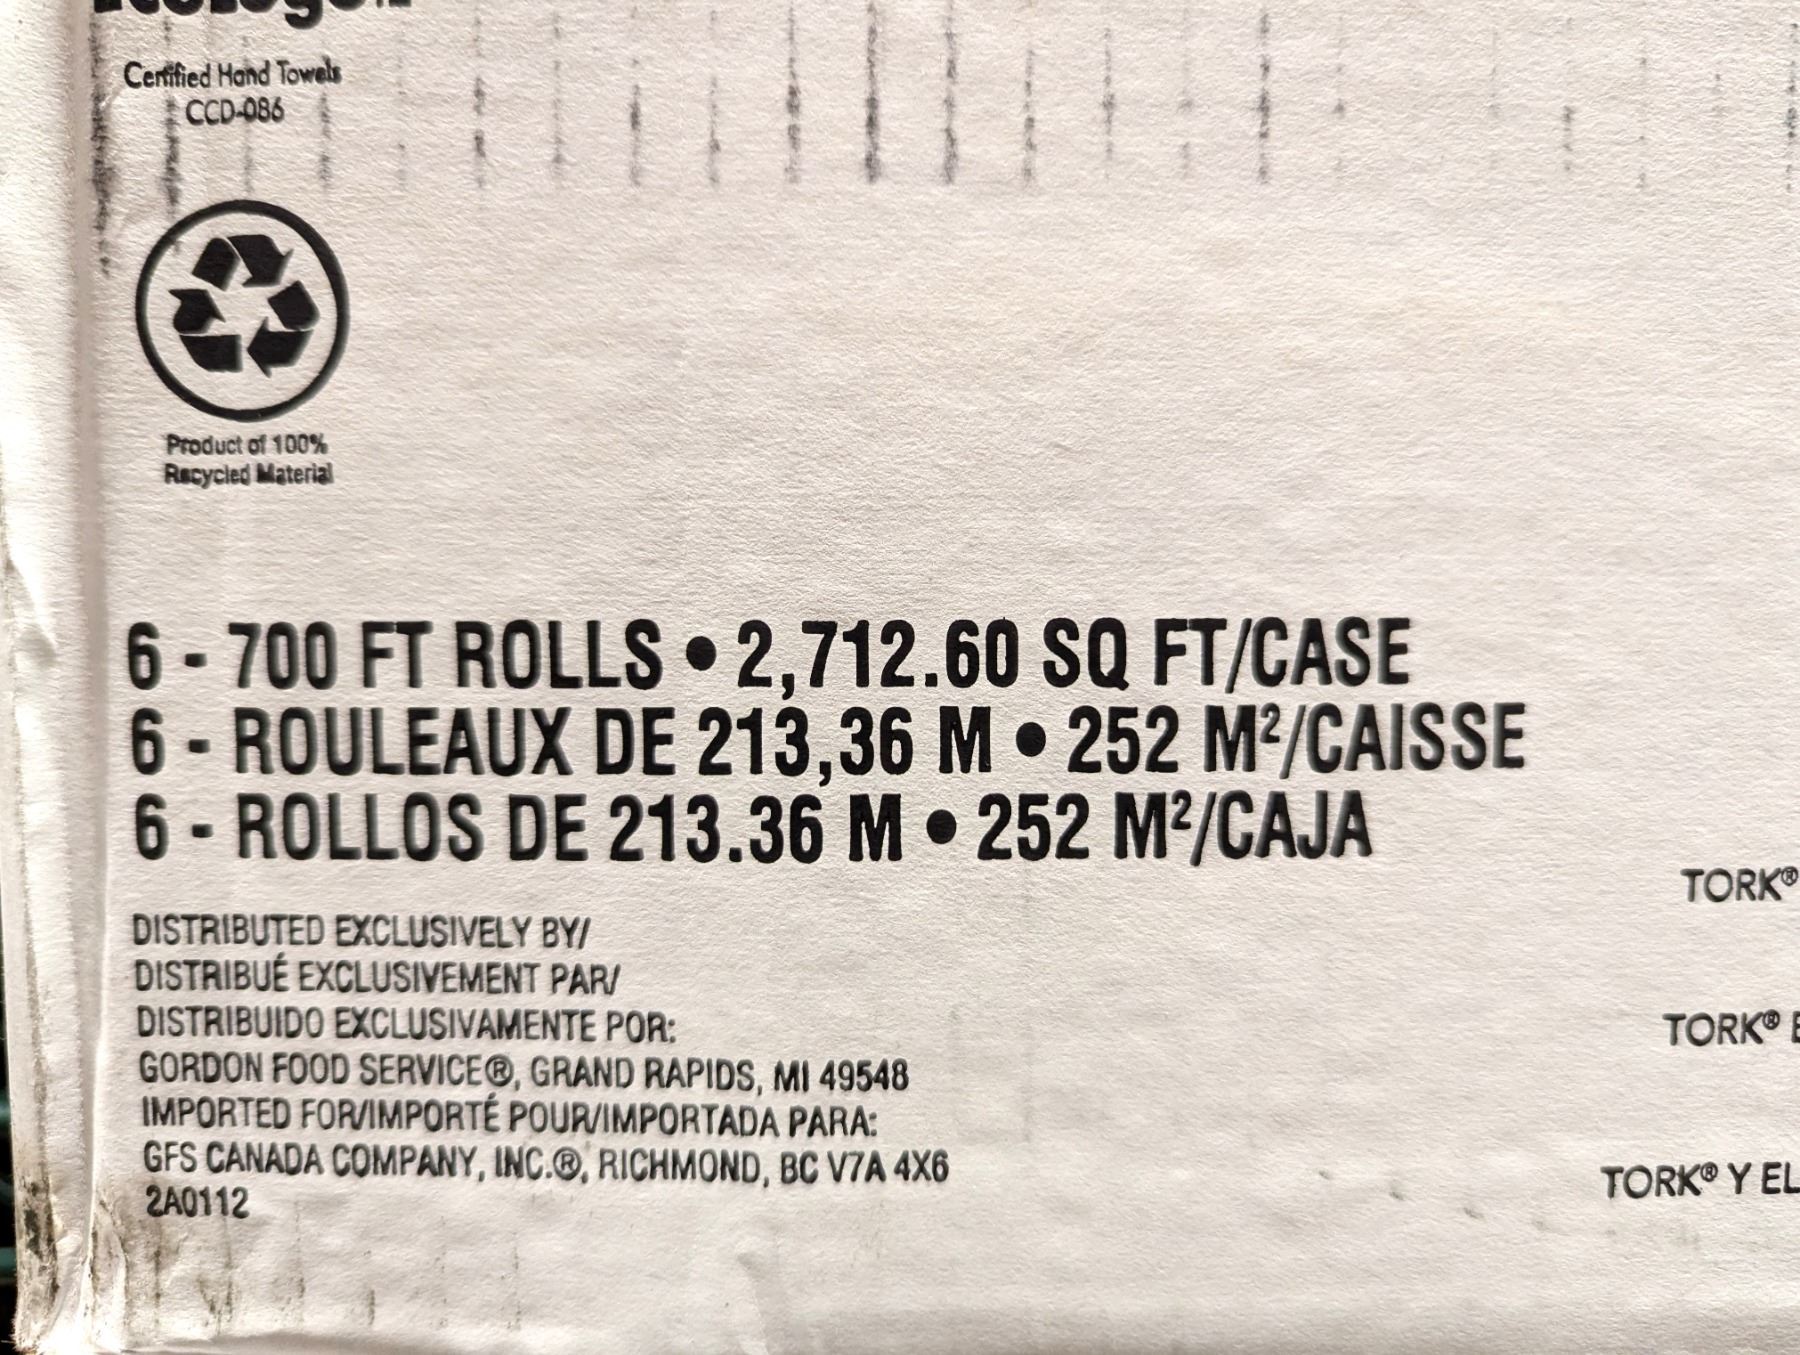 Certified Hand Towels
CCD-086
Product of 100%
Recycled Material
6 - 700 FT ROLLS • 2,712.60 SQ FT/CASE
6 - ROULEAUX DE 213,36 M • 252 M²/CAISSE
6 - ROLLOS DE 213.36 M • 252 M²/CAJA
DISTRIBUTED EXCLUSIVELY BY/
DISTRIBUÉ EXCLUSIVEMENT PAR/
DISTRIBUIDO EXCLUSIVAMENTE POR:
GORDON FOOD SERVICE®, GRAND RAPIDS, MI 49548
IMPORTED FOR/IMPORTÉ POUR/IMPORTADA PARA:
GFS CANADA COMPANY, INC.®, RICHMOND, BC V7A 4X6
2A0112
TORK®
TORK®
TORK® Y EL